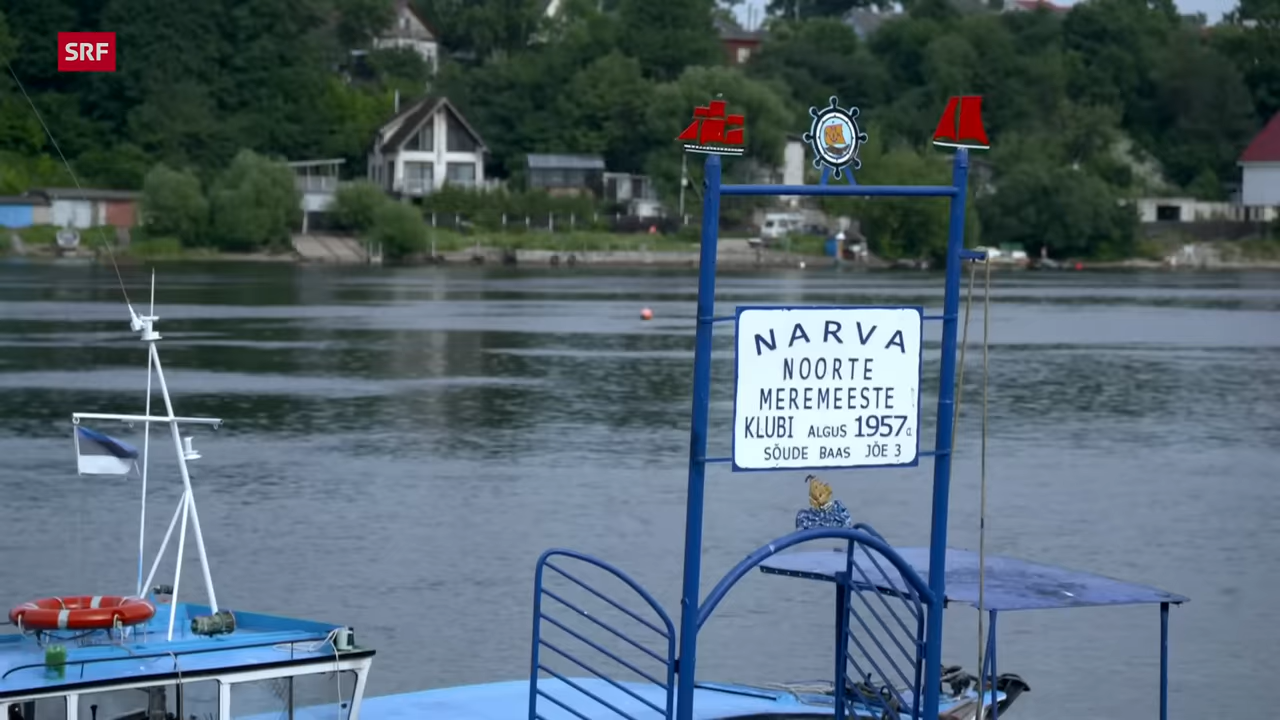 SRF
NARVA
NOORTE
MEREMEESTE
KLUBI ALGUS 1957a
SÕUDE BAAS JÕE 3